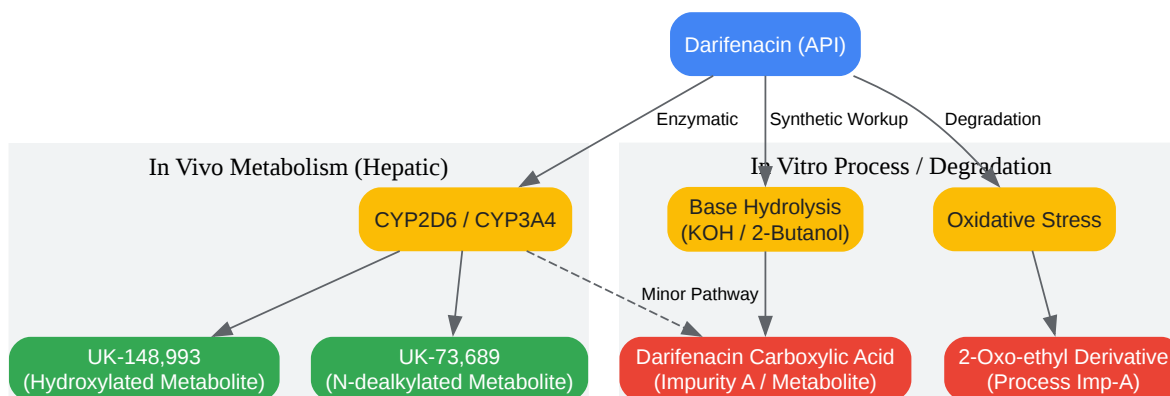 Darifenacin (API)
Enzymatic
Synthetic Workup
Degradation
In Vivo Metabolism (Hepatic)
In Vitro Process / Degradation
CYP2D6 / CYP3A4
Base Hydrolysis
(KOH / 2-Butanol)
Oxidative Stress
Minor Pathway
UK-148,993
(Hydroxylated Metabolite)
UK-73,689
(N-dealkylated Metabolite)
Darifenacin Carboxylic Acid
(Impurity A / Metabolite)
2-Oxo-ethyl Derivative
(Process Imp-A)